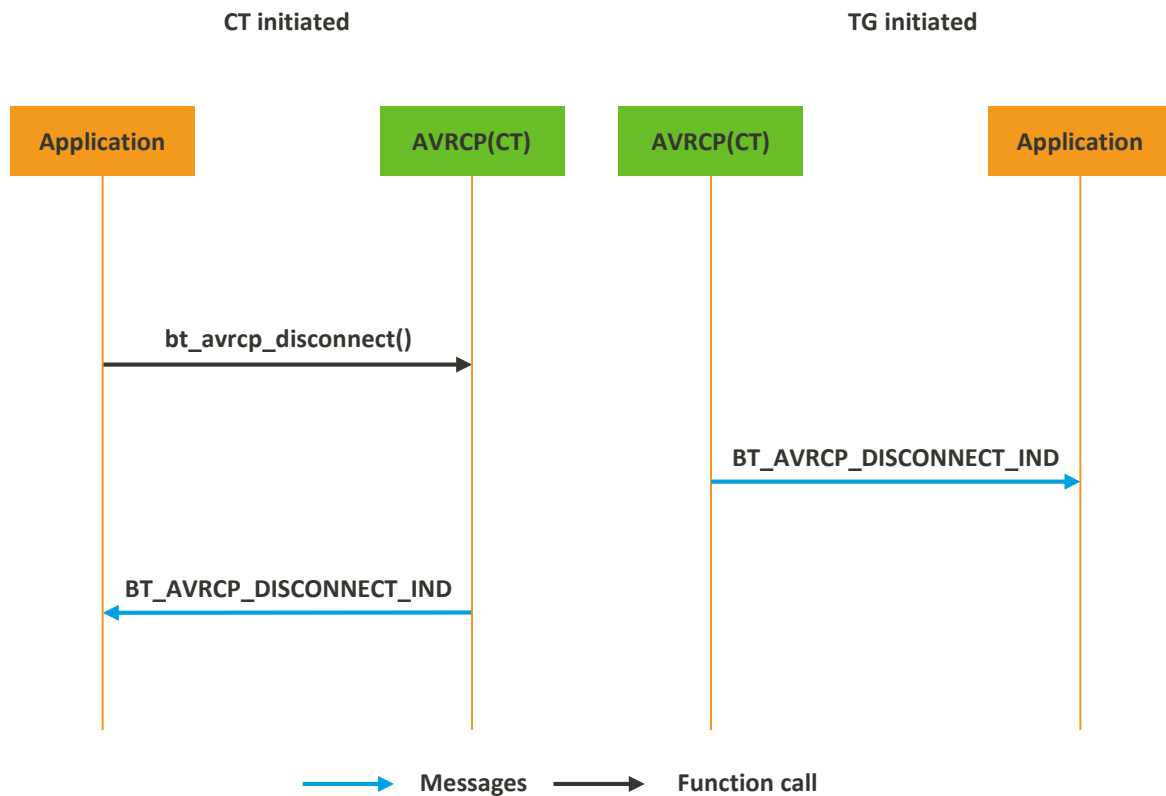 CT initiated
TG initiated
Application
AVRCP(CT)
AVRCP(CT)
Application
bt_avrcp_disconnect()
BT_AVRCP_DISCONNECT_IND
BT_AVRCP_DISCONNECT_IND
Messages
Function call